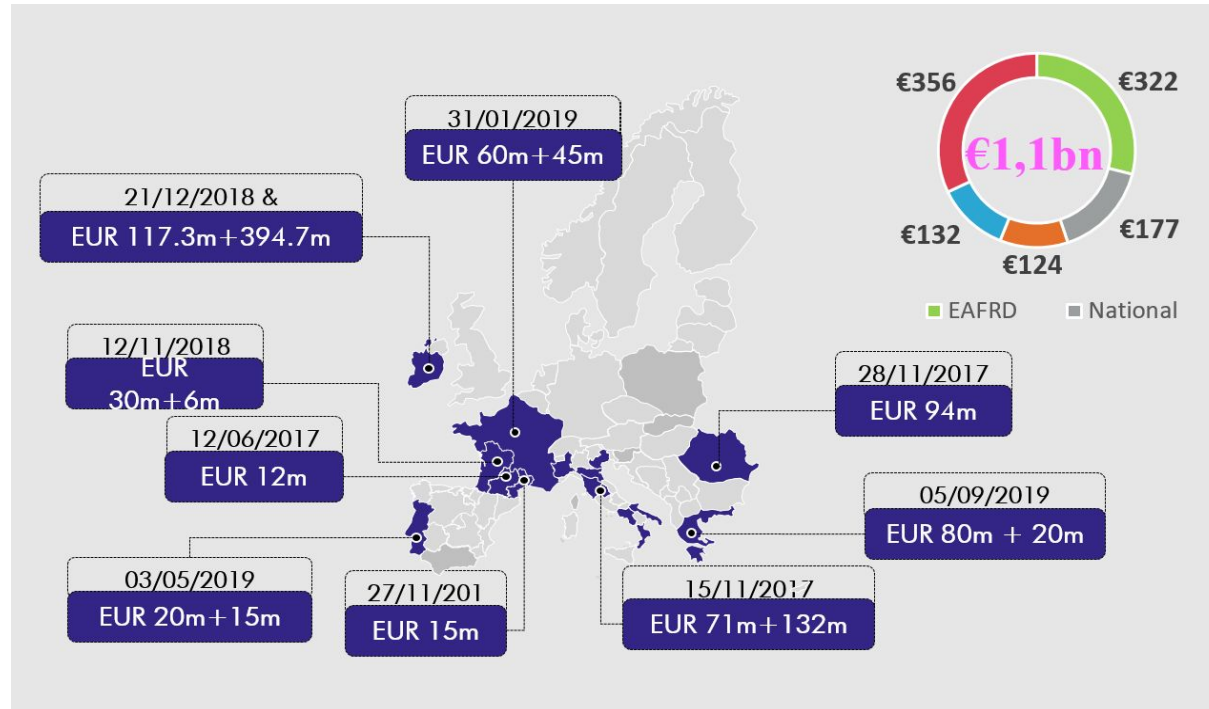 €356
€322
€1,1bn
€132
€177
€124
EAFRD
National
31/01/2019
EUR 60m+45m
21/12/2018 &
EUR 117.3m+394.7m
12/11/2018
EUR
30m+6m
12/06/2017
EUR 12m
28/11/2017
EUR 94m
05/09/2019
EUR 80m + 20m
03/05/2019
EUR 20m+15m
27/11/201
EUR 15m
15/11/2017
EUR 71m+132m